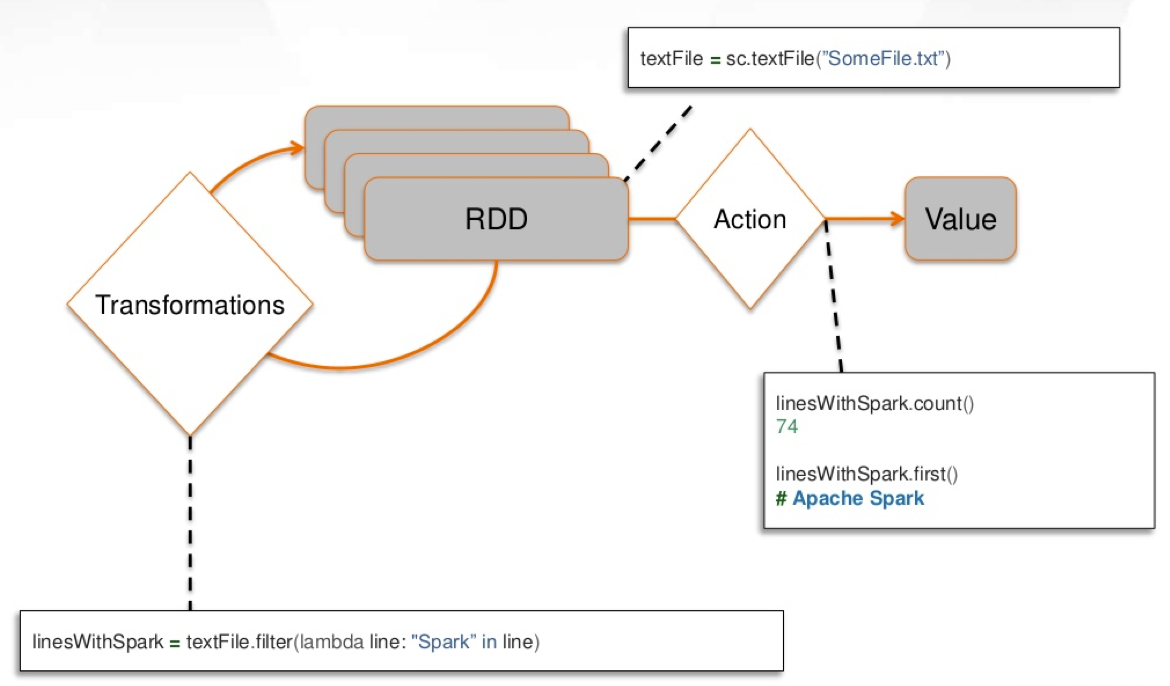 textFile = sc.textFile(”SomeFile.txt”)
RDD
Action
Value
Transformations
linesWithSpark.count()
74
linesWithSpark.first()
# Apache Spark
linesWithSpark = textFile.filter(lambda line: "Spark” in line)